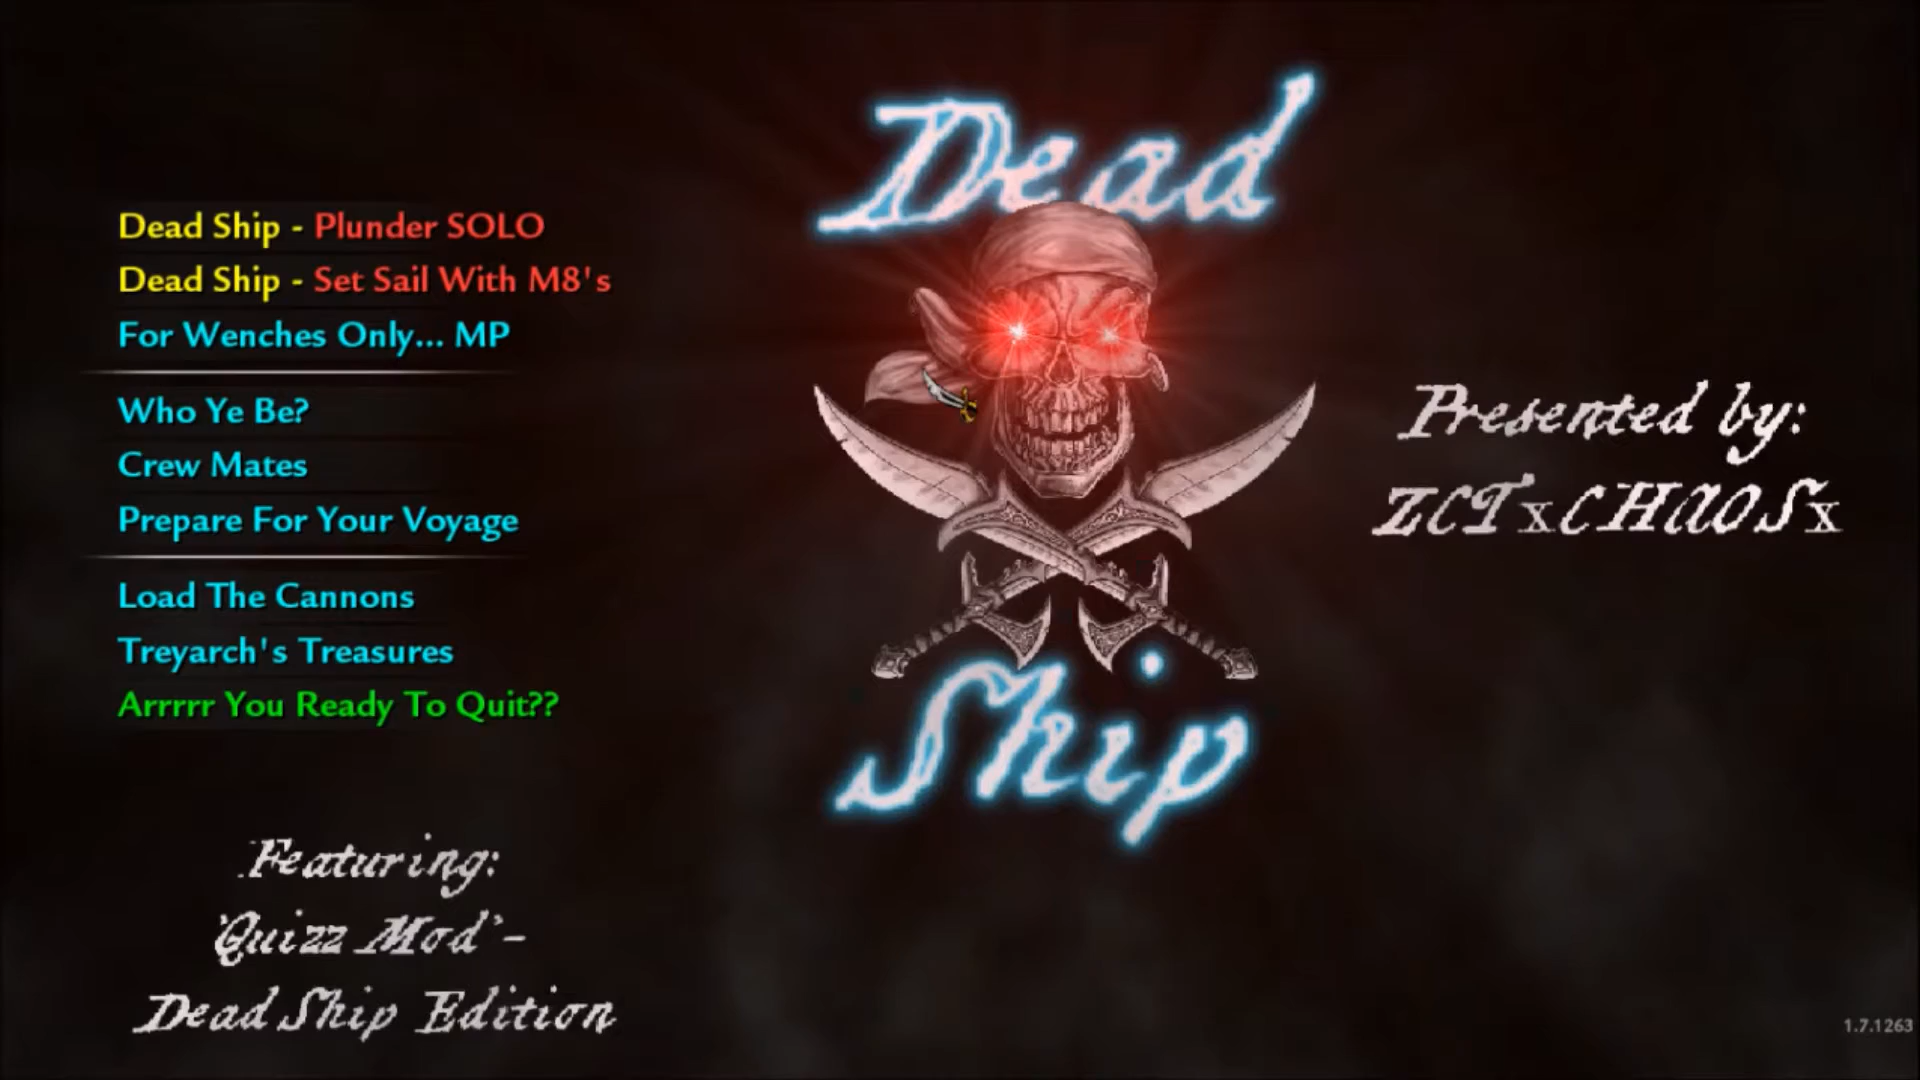 Dead Ship - Plunder SOLO
Dead Ship - Set Sail With M8's
For Wenches Only... MP
Who Ye Be?
Crew Mates
Prepare For Your Voyage
Load The Cannons
Treyarch's Treasures
Arrrrr You Ready To Quit??
Featuring:
'Quizz Mod'-
Dead Ship Edition
Dead
Ship
Presented by:
ZCTxCHAOSx
1.7.1263